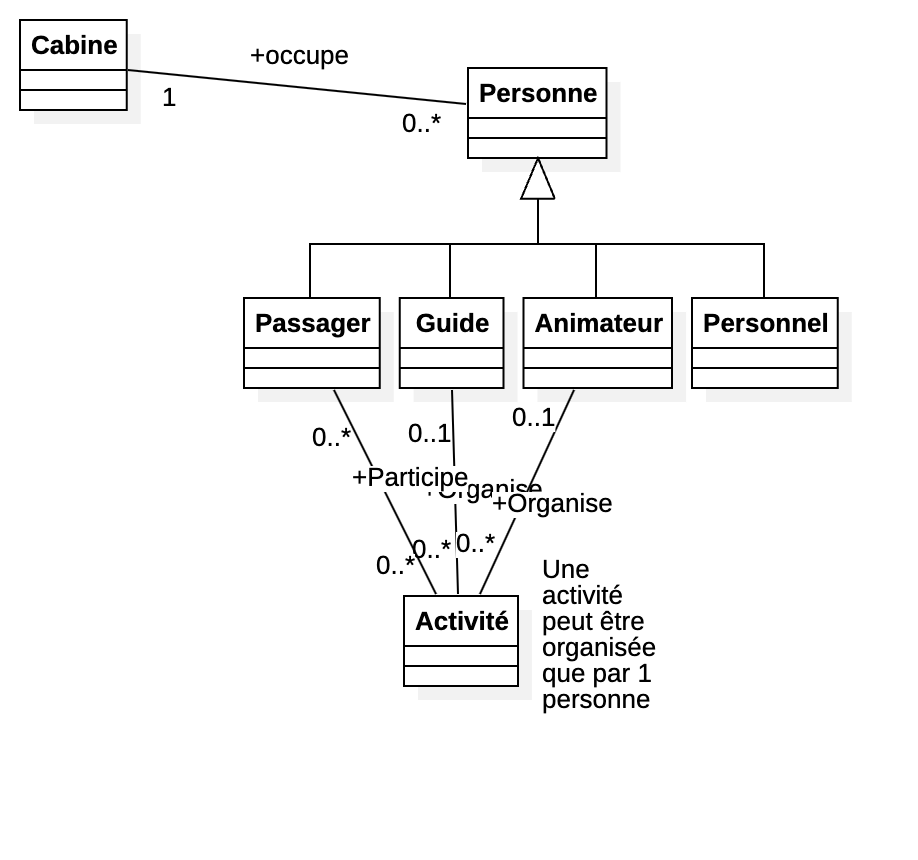 Cabine
+occupe
1
Personne
0..*
Passager
Guide
Animateur
Personnel
0..*
0..1
0..1
+Participe
+Organise
+Organise
0..*
0..*
0..*
Activité
Une
activité
peut être
organisée
que par 1
personne